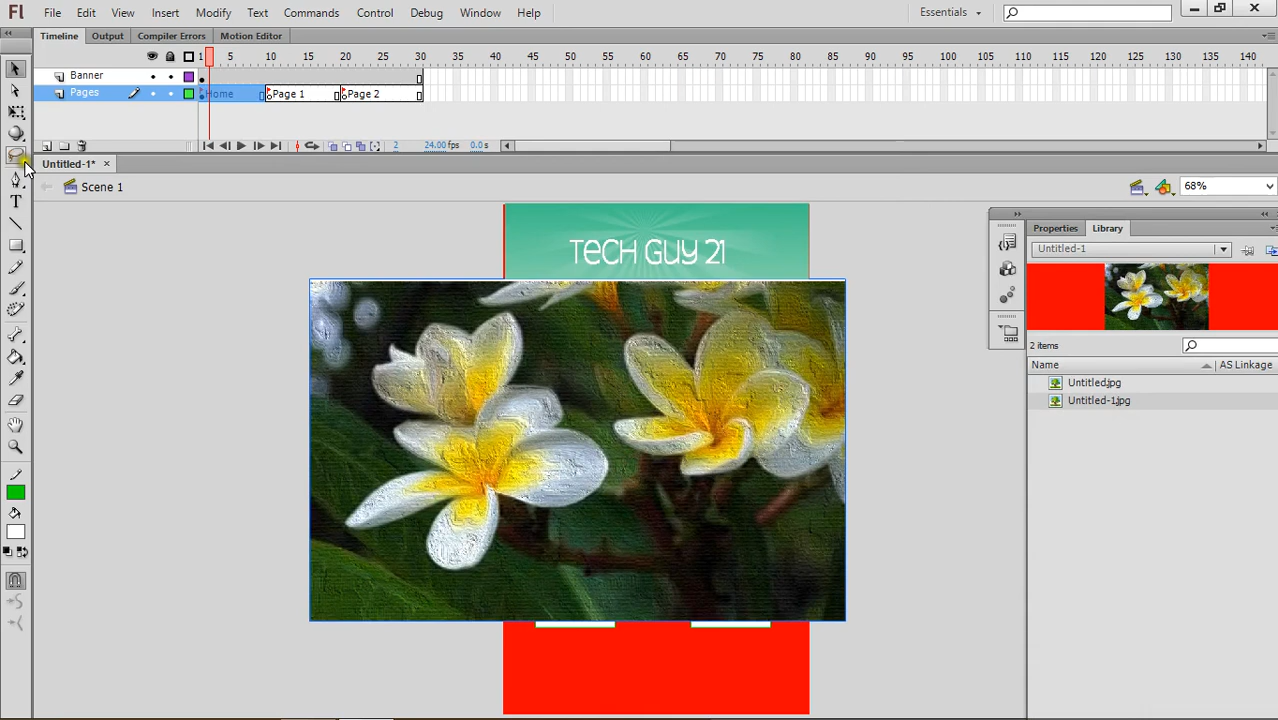 Fl File Edit View Insert Modify Text Commands Control Debug Window Help Essentials
Timeline Output Compiler Errors Motion Editor
1 5 10 15 20 25 30 35 40 45 50 55 60 65 70 75 80 85 90 95 100 105 110 115 120 125 130 135 140
Banner
Pages Home Page 1 Page 2
2 24.00 fps 0.0 s
Untitled-1*
Scene 1 68%
TECH GUY 21
Properties Library
Untitled-1
2 items
Name AS Linkage
Untitled.jpg
Untitled-1.jpg
T